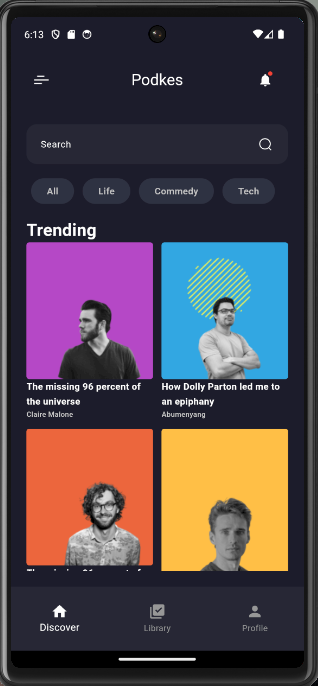 6:13
Podkes
Search
All Life Commedy Tech
Trending
The missing 96 percent of
the universe
Claire Malone
How Dolly Parton led me to
an epiphany
Abumenyang
Discover Library Profile